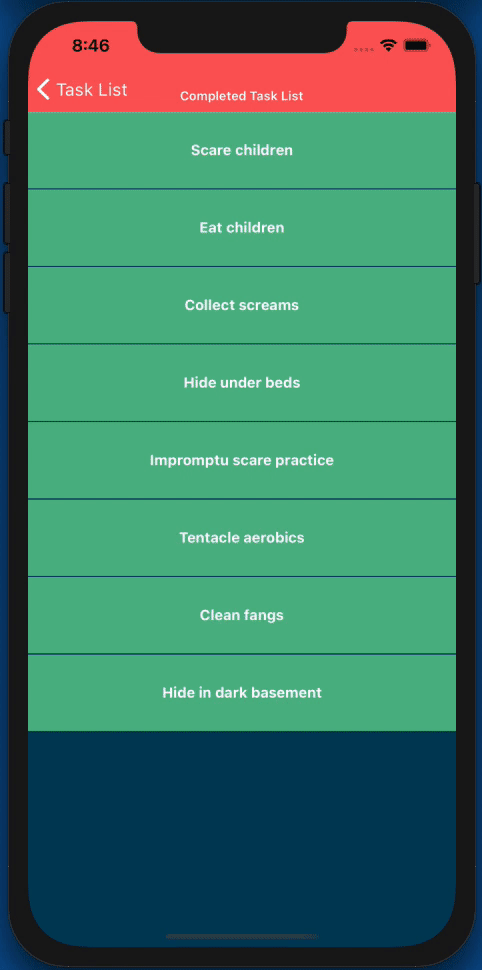 8:46
Task List
Completed Task List
Scare children
Eat children
Collect screams
Hide under beds
Impromptu scare practice
Tentacle aerobics
Clean fangs
Hide in dark basement